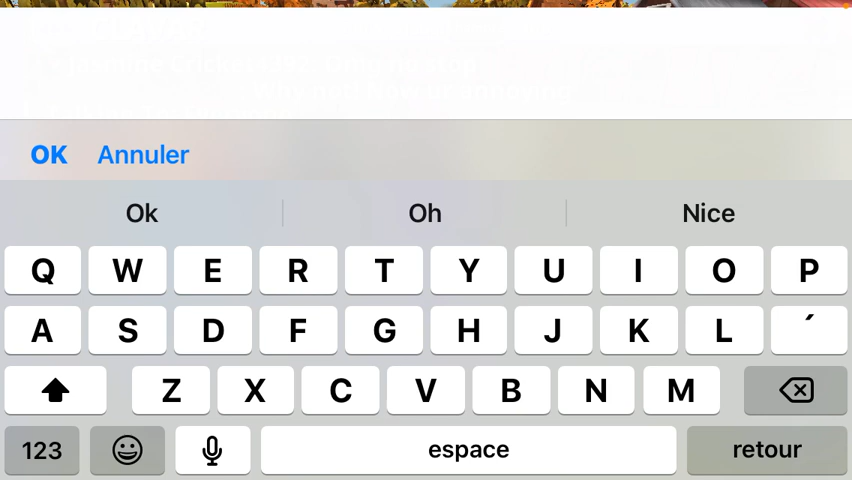 OK Annuler
Ok Oh Nice
Q W E R T Y U I O P
A S D F G H J K L ´
Z X C V B N M
123 espace retour